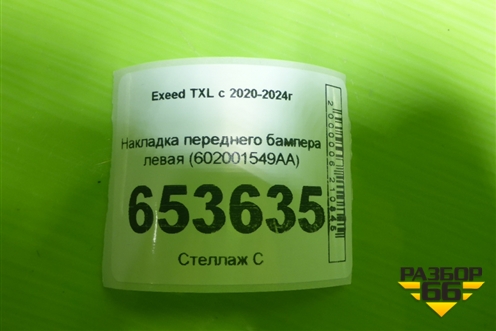 Exeed TXL с 2020-2024г
Накладка переднего бампера
левая (602001549AA)
653635
Стеллаж С
РАЗБОР
66